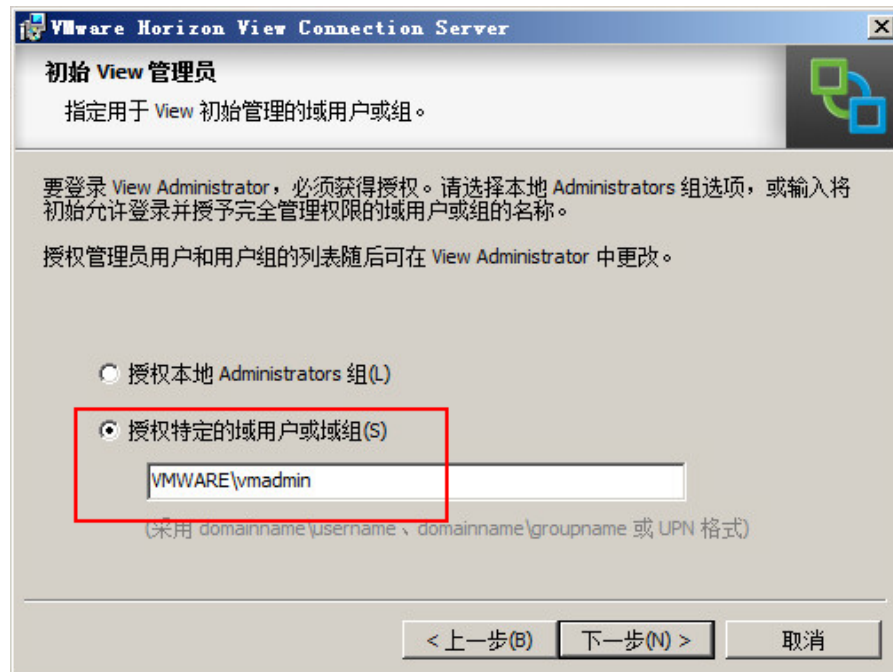 VMware Horizon View Connection Server
初始 View 管理员
指定用于 View 初始管理的域用户或组。
要登录 View Administrator，必须获得授权。请选择本地 Administrators 组选项，或输入将
初始允许登录并授予完全管理权限的域用户或组的名称。
授权管理员用户和用户组的列表随后可在 View Administrator 中更改。
授权本地 Administrators 组(L)
授权特定的域用户或域组(S)
VMWARE\vmadmin
(采用 domainname\username、domainname\groupname 或 UPN 格式)
< 上一步(B) 下一步(N) > 取消